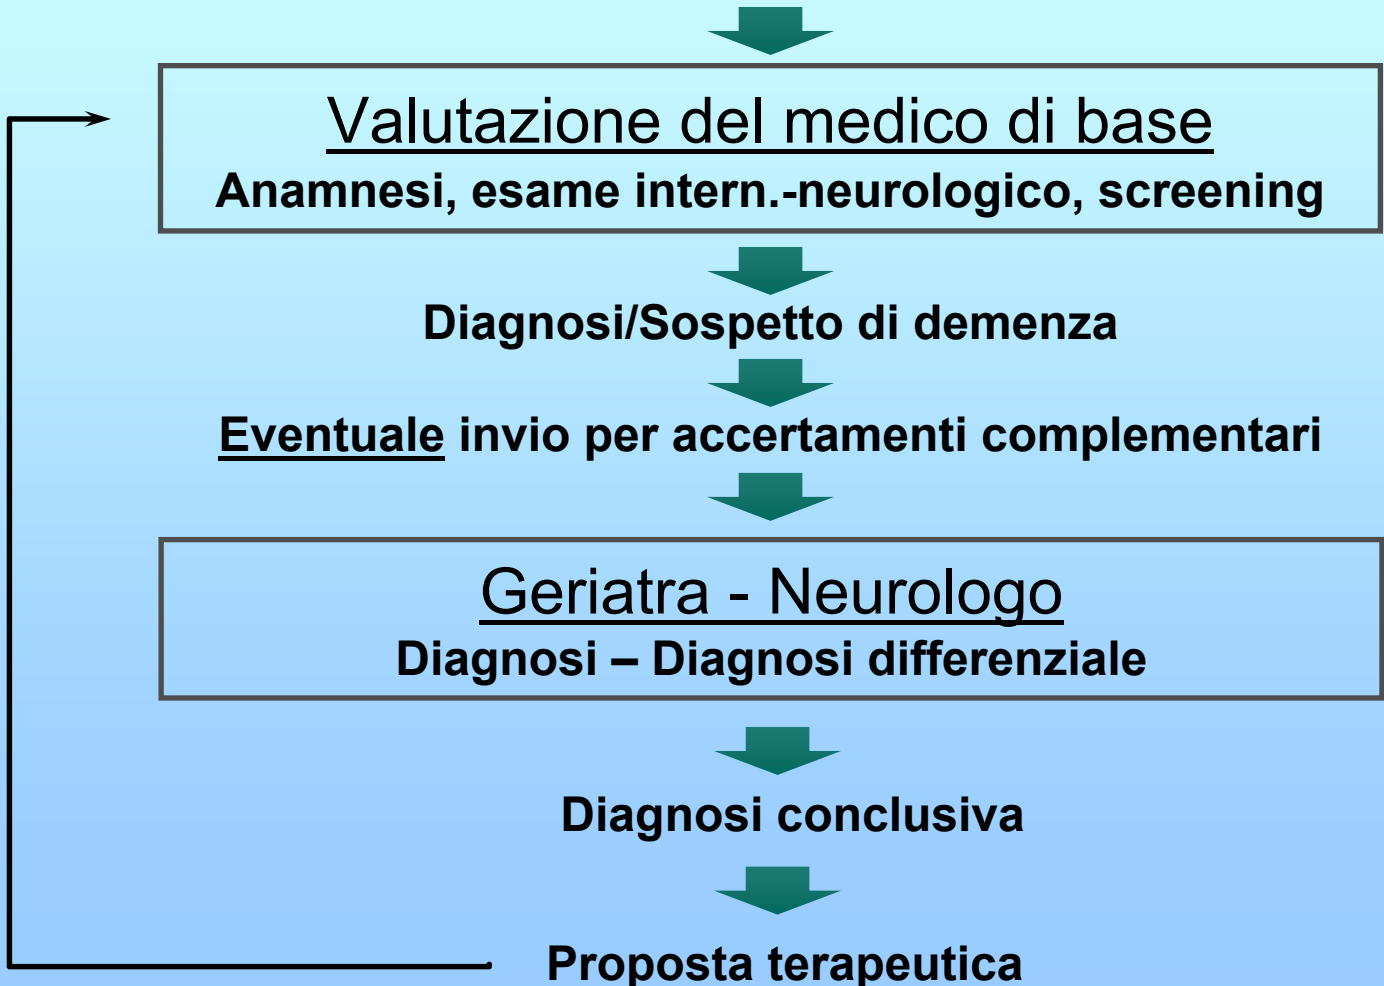 Valutazione del medico di base
Anamnesi, esame intern.-neurologico, screening
Diagnosi/Sospetto di demenza
Eventuale invio per accertamenti complementari
Geriatra - Neurologo
Diagnosi – Diagnosi differenziale
Diagnosi conclusiva
Proposta terapeutica